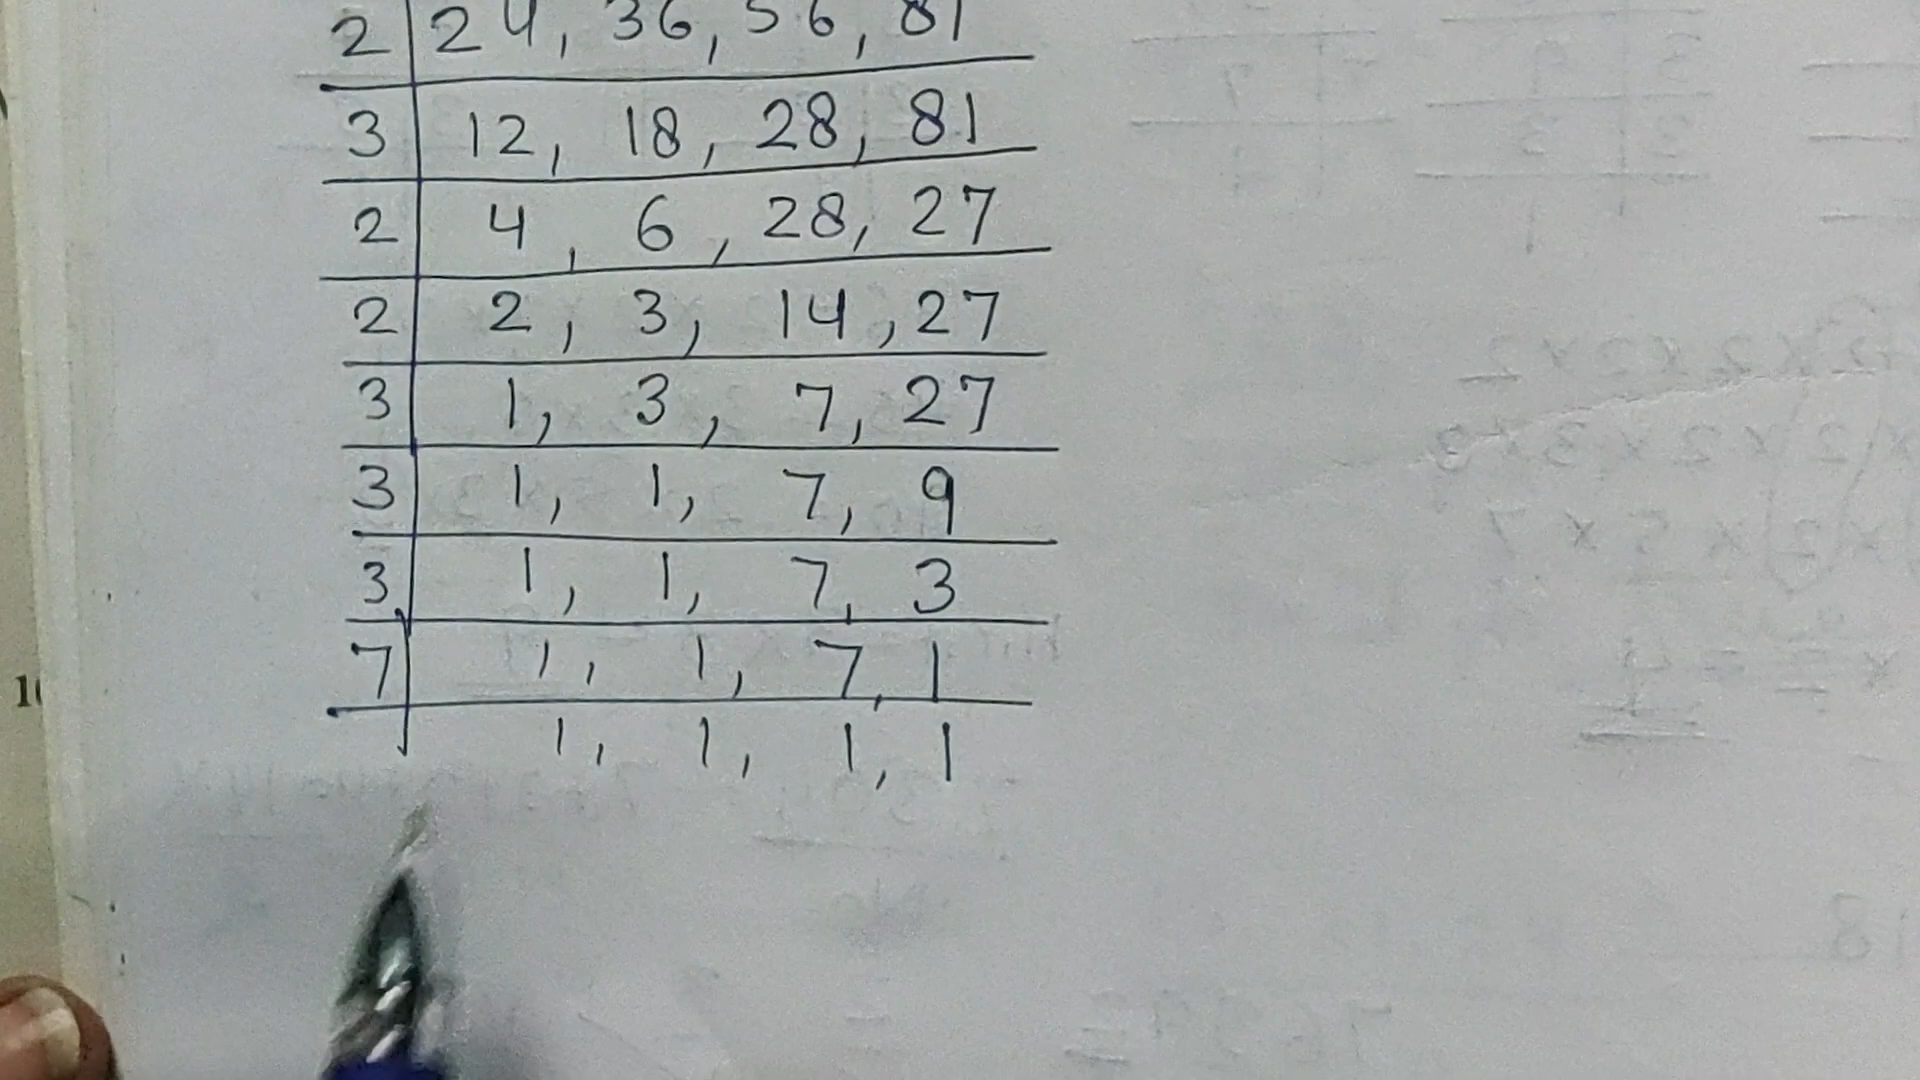 2 | 24, 36, 56, 81
3 | 12, 18, 28, 81
2 | 4, 6, 28, 27
2 | 2, 3, 14, 27
3 | 1, 3, 7, 27
3 | 1, 1, 7, 9
3 | 1, 1, 7, 3
7 | 1, 1, 7, 1
1, 1, 1, 1